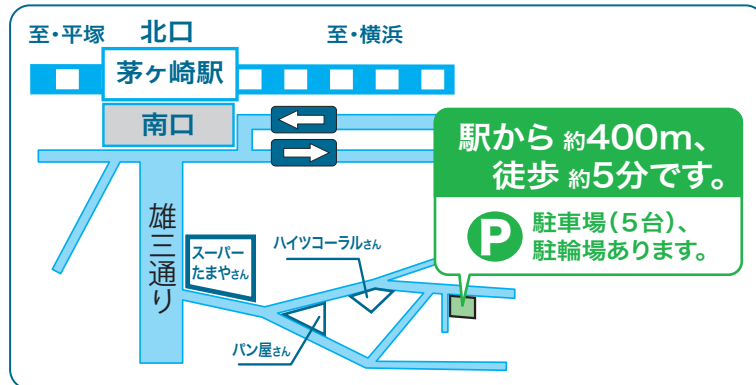 至・平塚
北口
至・横浜
茅ヶ崎駅
南口
駅から 約400m、
徒歩 約5分です。
P
駐車場（5台）、
駐輪場あります。
雄三通り
スーパー
たまやさん
ハイツコーラルさん
パン屋さん